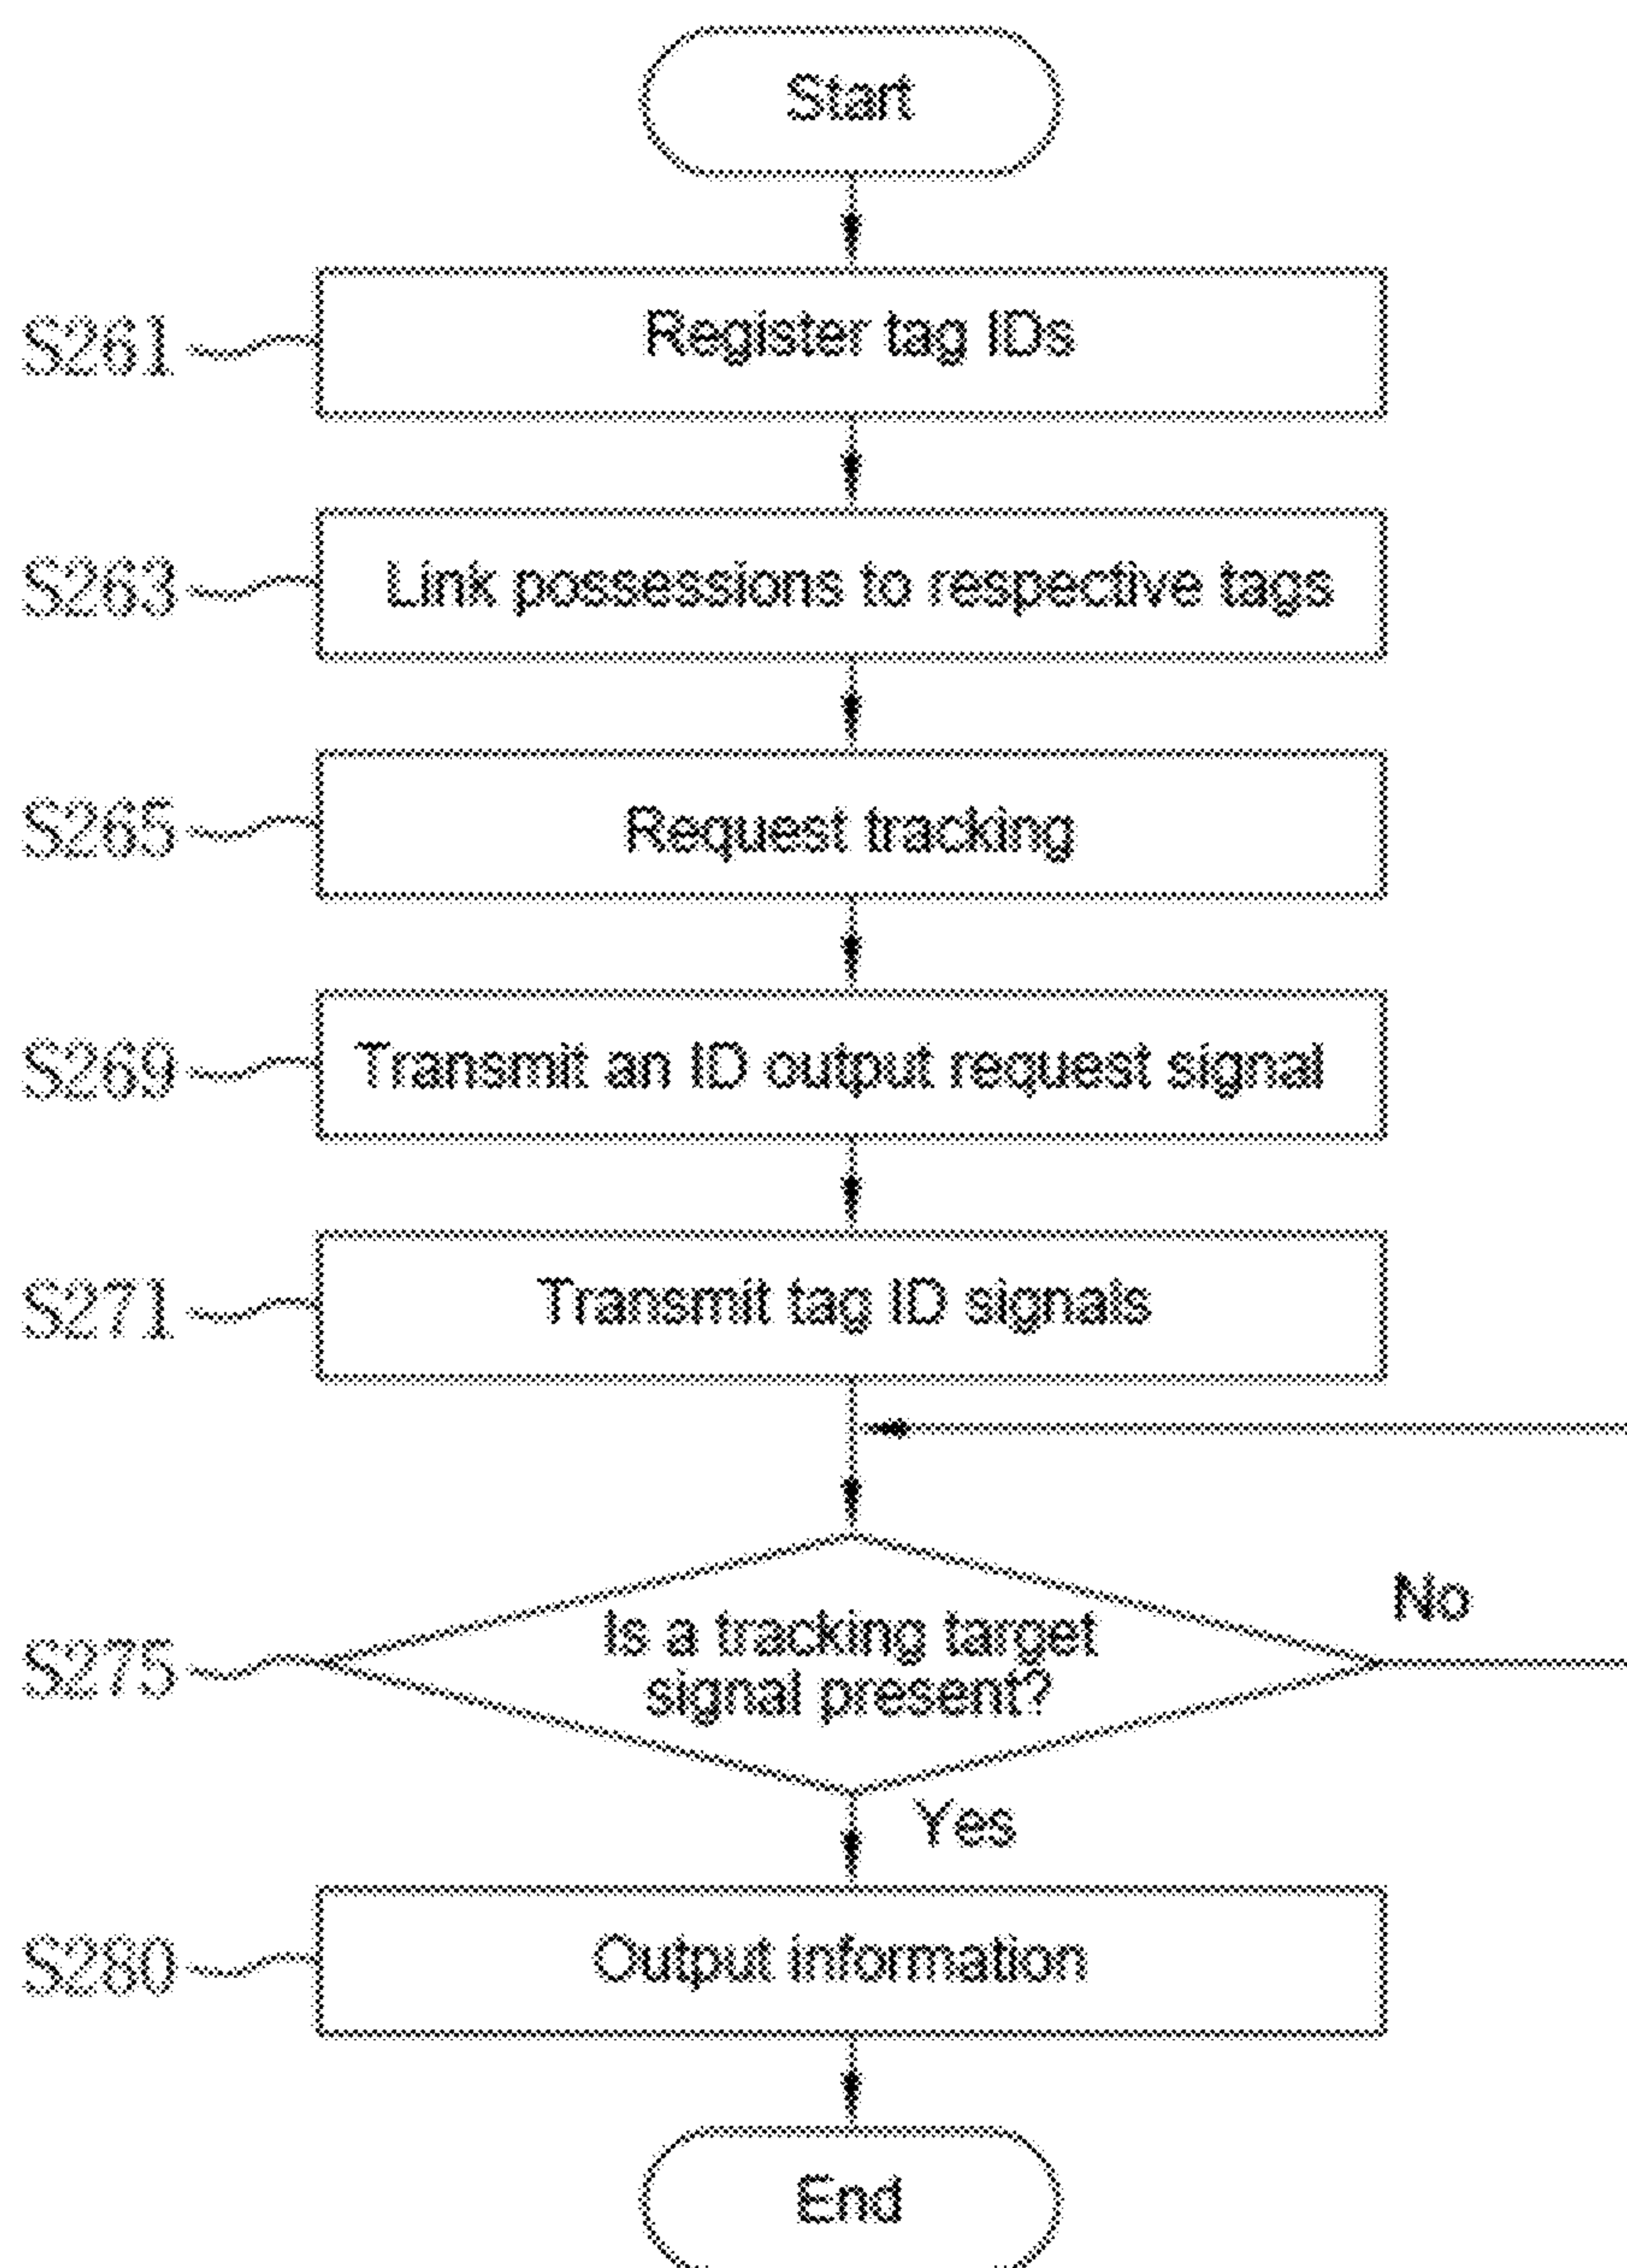 Start
S261
Register tag IDs
S263
Link possessions to respective tags
S265
Request tracking
S269
Transmit an ID output request signal
S271
Transmit tag ID signals
No
S275
Is a tracking target
signal present?
Yes
S280
Output information
End